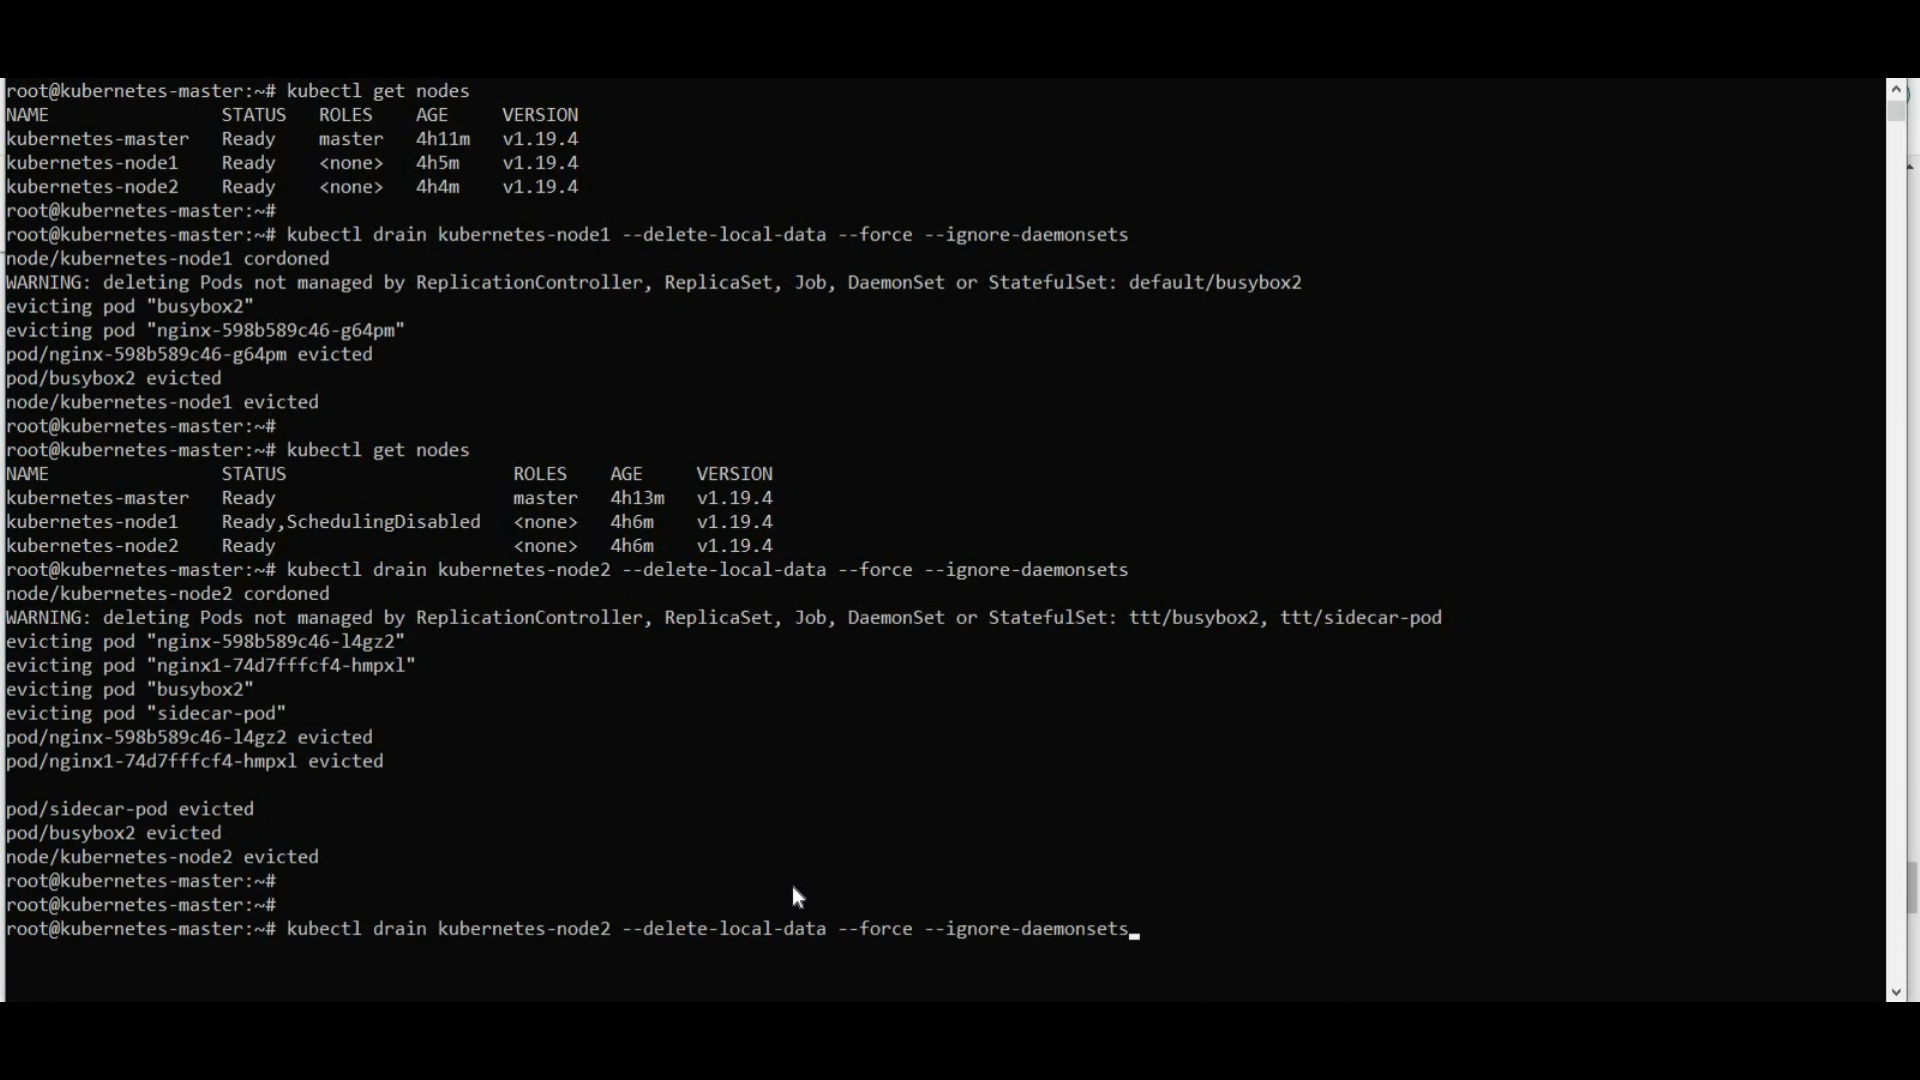 root@kubernetes-master:~# kubectl get nodes
NAME                STATUS   ROLES    AGE     VERSION
kubernetes-master   Ready    master   4h11m   v1.19.4
kubernetes-node1    Ready    <none>   4h5m    v1.19.4
kubernetes-node2    Ready    <none>   4h4m    v1.19.4
root@kubernetes-master:~#
root@kubernetes-master:~# kubectl drain kubernetes-node1 --delete-local-data --force --ignore-daemonsets
node/kubernetes-node1 cordoned
WARNING: deleting Pods not managed by ReplicationController, ReplicaSet, Job, DaemonSet or StatefulSet: default/busybox2
evicting pod "busybox2"
evicting pod "nginx-598b589c46-g64pm"
pod/nginx-598b589c46-g64pm evicted
pod/busybox2 evicted
node/kubernetes-node1 evicted
root@kubernetes-master:~#
root@kubernetes-master:~# kubectl get nodes
NAME                STATUS                     ROLES    AGE     VERSION
kubernetes-master   Ready                      master   4h13m   v1.19.4
kubernetes-node1    Ready,SchedulingDisabled   <none>   4h6m    v1.19.4
kubernetes-node2    Ready                      <none>   4h6m    v1.19.4
root@kubernetes-master:~# kubectl drain kubernetes-node2 --delete-local-data --force --ignore-daemonsets
node/kubernetes-node2 cordoned
WARNING: deleting Pods not managed by ReplicationController, ReplicaSet, Job, DaemonSet or StatefulSet: ttt/busybox2, ttt/sidecar-pod
evicting pod "nginx-598b589c46-l4gz2"
evicting pod "nginx1-74d7fffcf4-hmpxl"
evicting pod "busybox2"
evicting pod "sidecar-pod"
pod/nginx-598b589c46-l4gz2 evicted
pod/nginx1-74d7fffcf4-hmpxl evicted
pod/sidecar-pod evicted
pod/busybox2 evicted
node/kubernetes-node2 evicted
root@kubernetes-master:~#
root@kubernetes-master:~#
root@kubernetes-master:~# kubectl drain kubernetes-node2 --delete-local-data --force --ignore-daemonsets